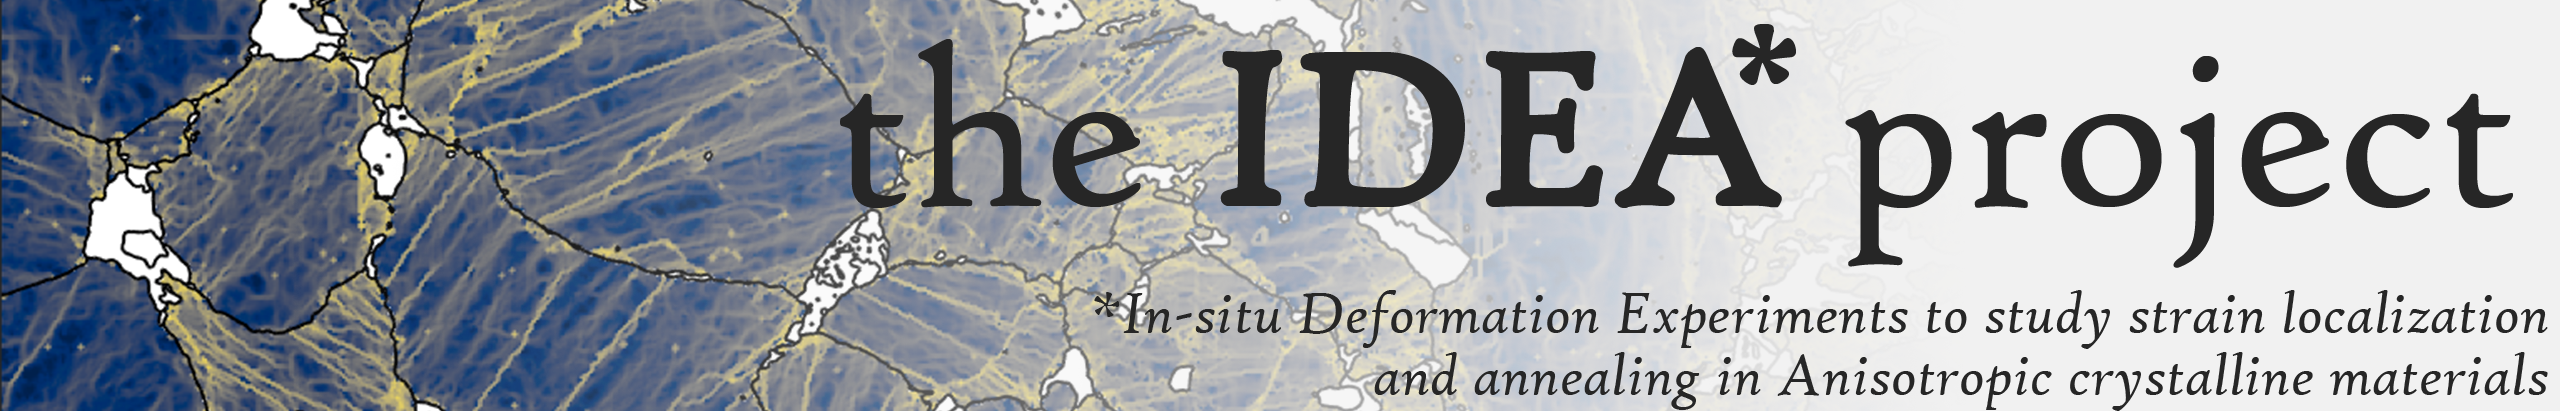 the IDEA* project
*In-situ Deformation Experiments to study strain localization
and annealing in Anisotropic crystalline materials